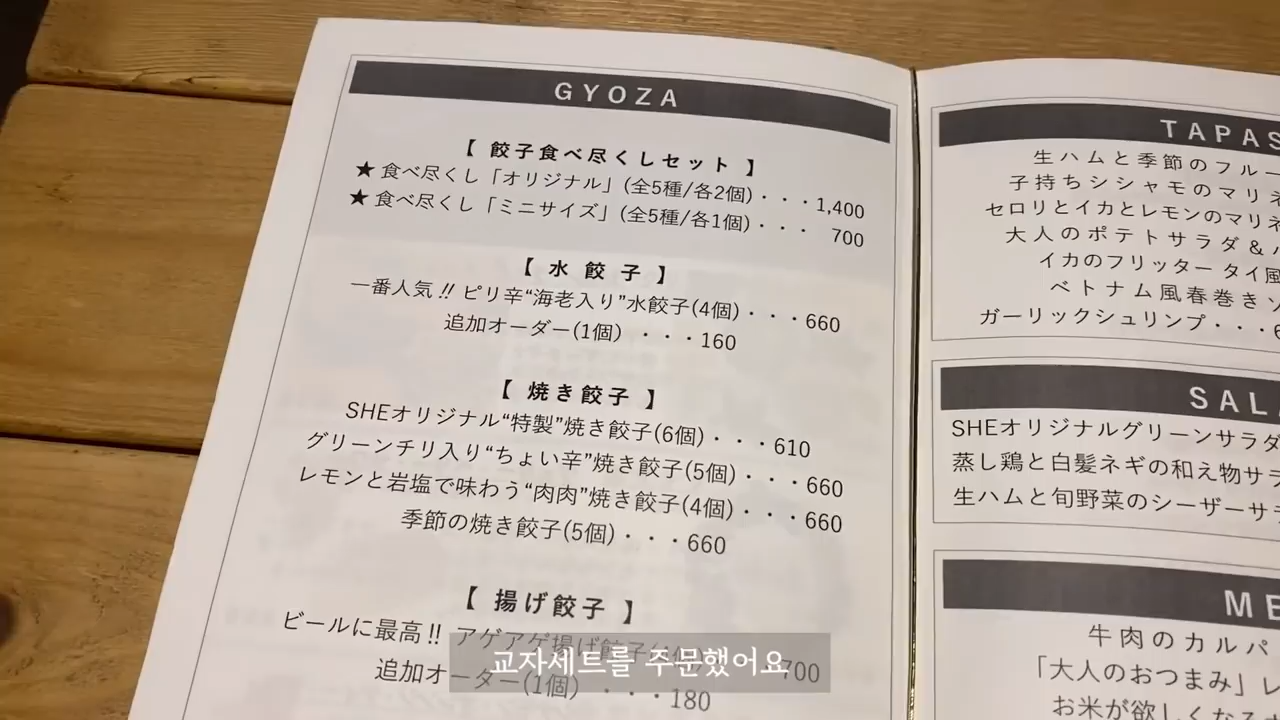 GYOZA
【 餃子食べ尽くしセット 】
★ 食べ尽くし「オリジナル」(全5種/各2個)・・・1,400
★ 食べ尽くし「ミニサイズ」(全5種/各1個)・・・ 700
【 水 餃 子 】
一番人気!! ピリ辛“海老入り”水餃子(4個)・・・660
追加オーダー(1個) ・・・160
【 焼き餃子 】
SHEオリジナル“特製”焼き餃子(6個)・・・610
グリーンチリ入り“ちょい辛”焼き餃子(5個)・・・660
レモンと岩塩で味わう“肉肉”焼き餃子(4個)・・・660
季節の焼き餃子(5個)・・・660
【 揚げ餃子 】
ビールに最高!! アゲアゲ揚げ餃子 700
追加オーダー(1個) ・・・180
TAPAS
生ハムと季節のフルー
子持ちシシャモのマリネ
セロリとイカとレモンのマリネ
大人のポテトサラダ&
イカのフリッター タイ風
ベトナム風春巻き
ガーリックシュリンプ・・・
SAL
SHEオリジナルグリーンサラダ
蒸し鶏と白髪ネギの和え物サラ
生ハムと旬野菜のシーザーサ
ME
牛肉のカルパ
「大人のおつまみ」レ
お米が欲しくなる
교자세트를 주문했어요